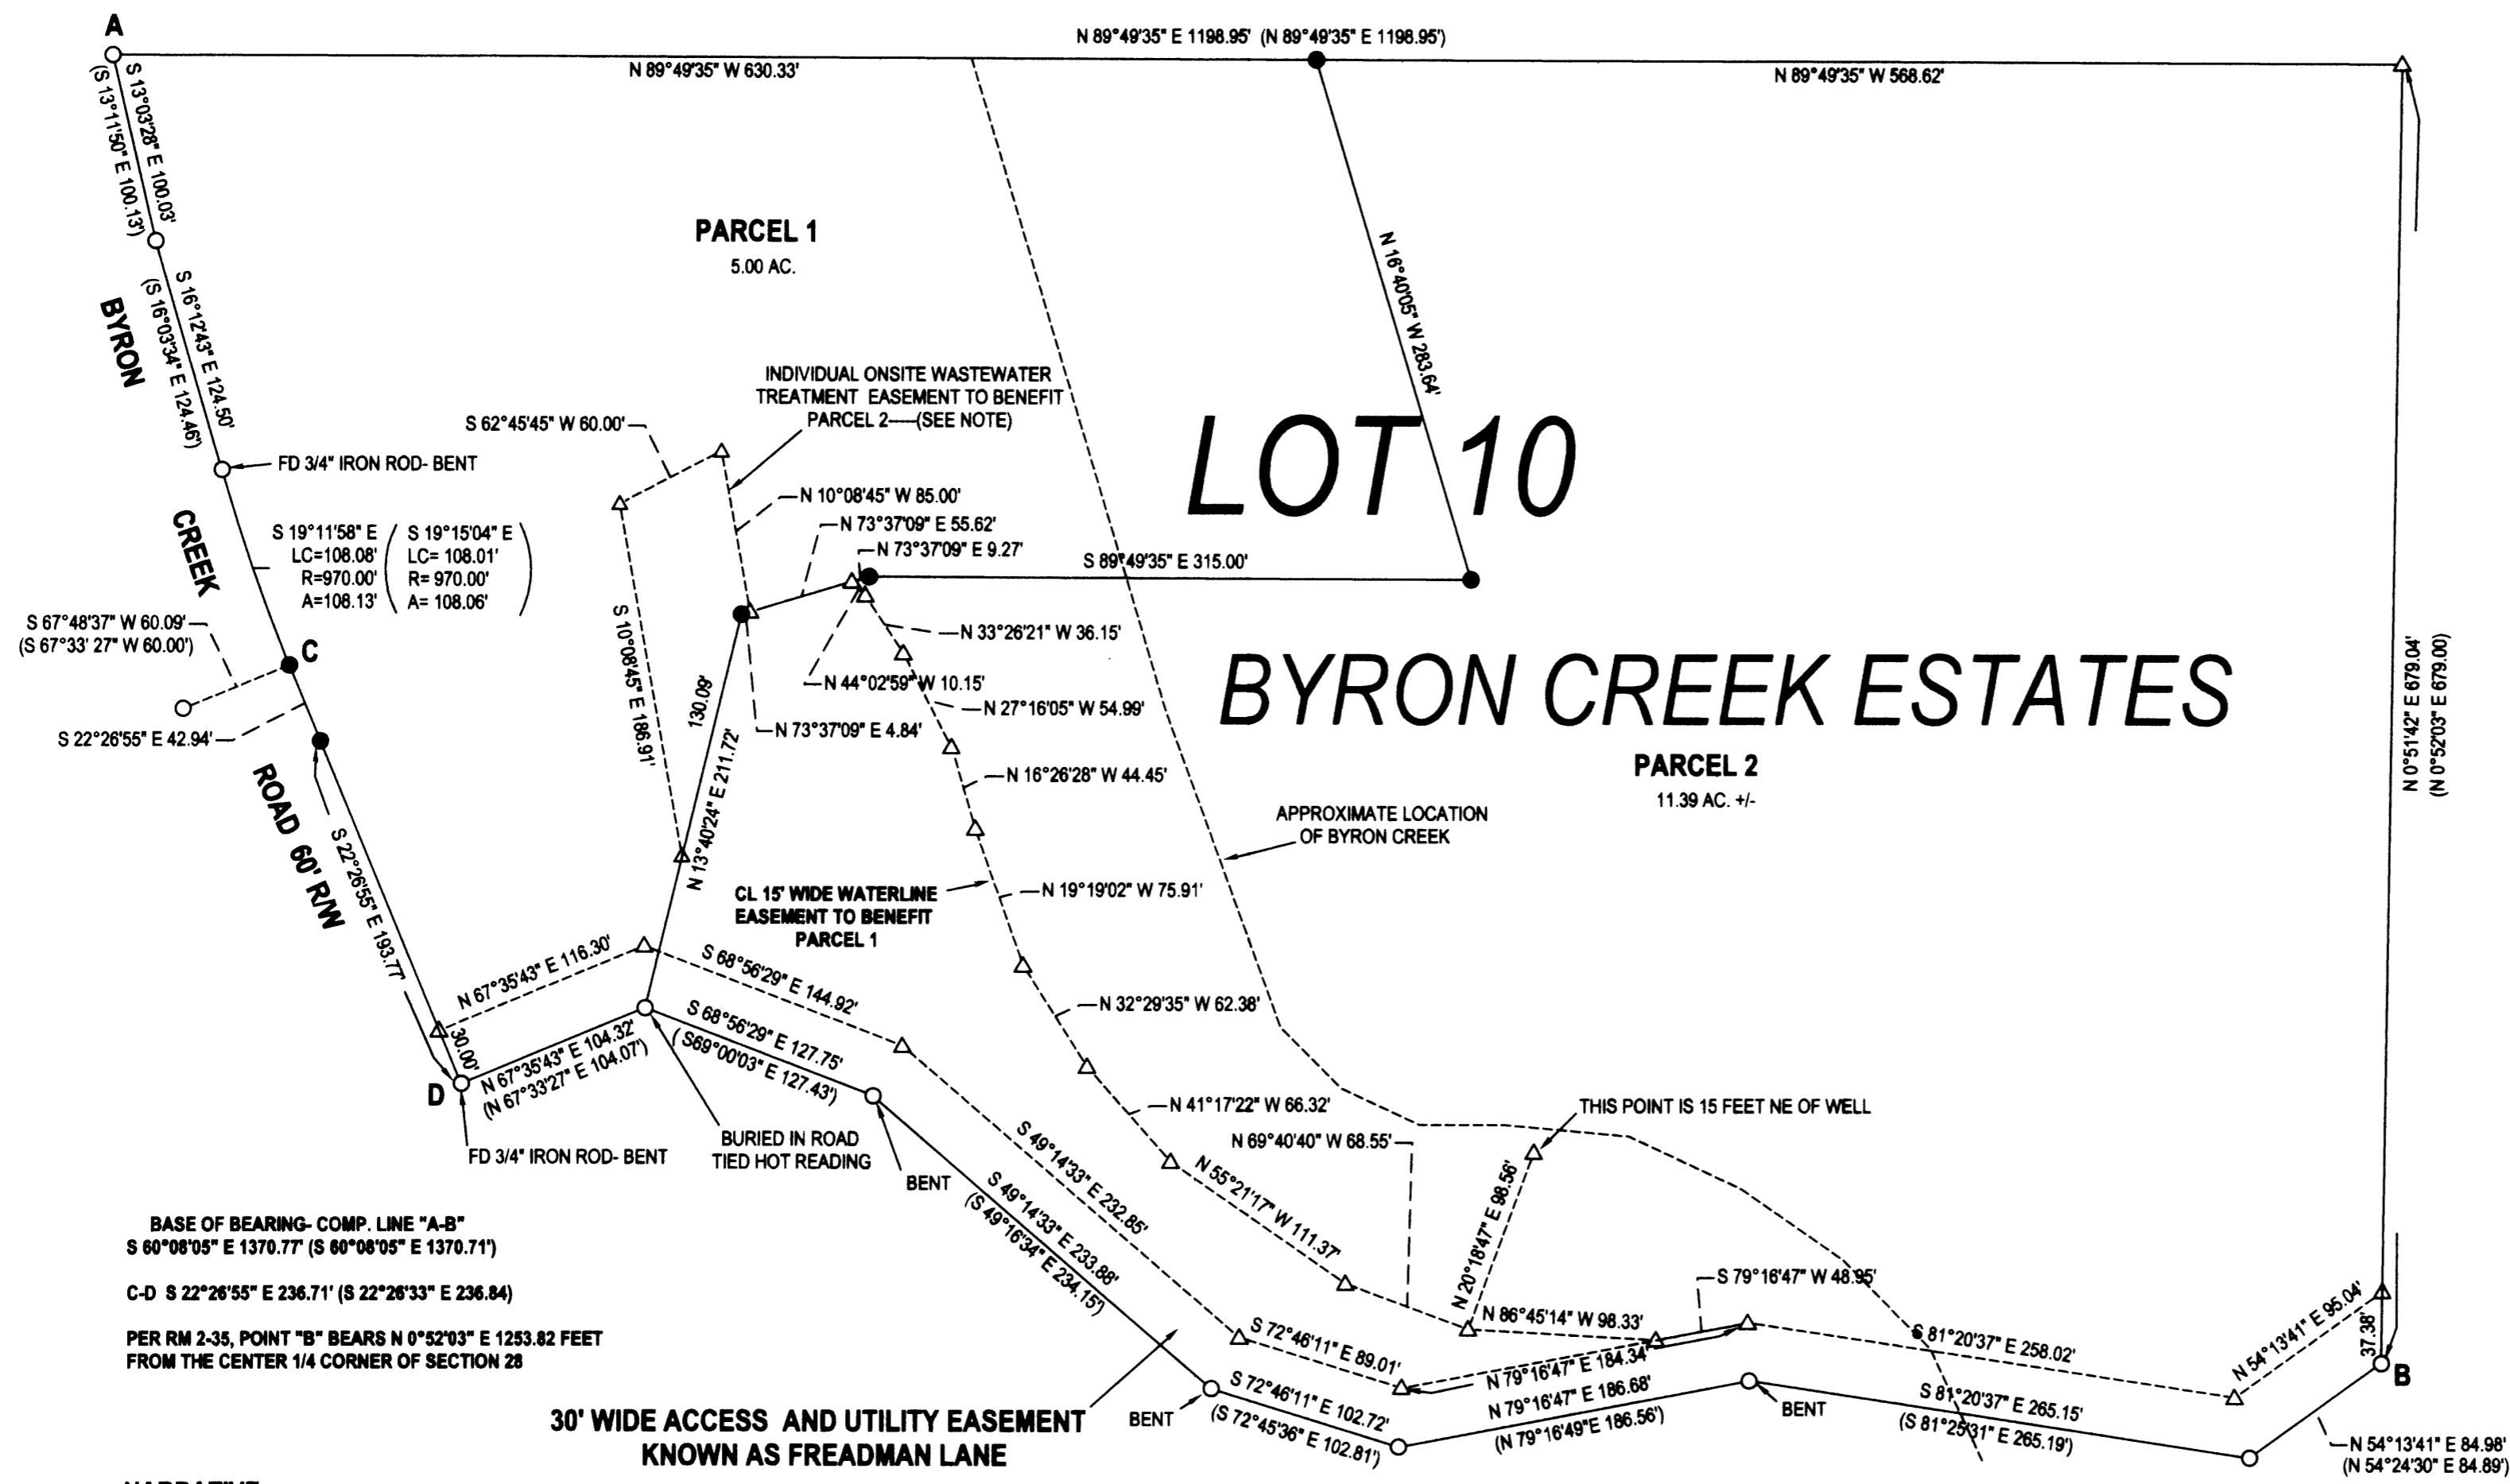 A
N 89°49'35" E 1198.95' (N 89°49'35" E 1198.95')
N 89°49'35" W 630.33'
N 89°49'35" W 568.62'
S 13°03'28" E 100.03'
(S 13°11'50" E 100.13')
PARCEL 1
5.00 AC.
N 16°40'05" W 283.64'
S 16°12'43" E 124.50'
(S 16°03'34" E 124.46')
BYRON
INDIVIDUAL ONSITE WASTEWATER
TREATMENT EASEMENT TO BENEFIT
PARCEL 2----(SEE NOTE)
S 62°45'45" W 60.00'
LOT 10
FD 3/4" IRON ROD- BENT
N 10°08'45" W 85.00'
N 73°37'09" E 55.62'
N 73°37'09" E 9.27'
S 89°49'35" E 315.00'
CREEK
S 19°11'58" E
LC=108.08'
R=970.00'
A=108.13'
( S 19°15'04" E
LC= 108.01'
R= 970.00'
A= 108.06' )
S 67°48'37" W 60.09'
(S 67°33' 27" W 60.00')
C
S 10°08'45" E 186.91'
N 33°26'21" W 36.15'
N 44°02'59" W 10.15'
130.09'
N 73°37'09" E 4.84'
N 27°16'05" W 54.99'
BYRON CREEK ESTATES
PARCEL 2
11.39 AC. +/-
N 0°51'42" E 679.04'
(N 0°52'03" E 679.00)
S 22°26'55" E 42.94'
N 16°26'28" W 44.45'
N 13°40'24" E 211.72'
ROAD 60' R/W
APPROXIMATE LOCATION
OF BYRON CREEK
S 22°26'55" E 193.77'
CL 15' WIDE WATERLINE
EASEMENT TO BENEFIT
PARCEL 1
N 19°19'02" W 75.91'
N 67°35'43" E 116.30'
S 68°56'29" E 144.92'
N 32°29'35" W 62.38'
30.00'
D
N 67°35'43" E 104.32'
(N 67°33'27" E 104.07')
S 68°56'29" E 127.75'
( S69°00'03" E 127.43')
N 41°17'22" W 66.32'
THIS POINT IS 15 FEET NE OF WELL
N 69°40'40" W 68.55'
FD 3/4" IRON ROD- BENT
BURIED IN ROAD
TIED HOT READING
BENT
S 49°14'33" E 232.85'
S 49°14'33" E 233.88'
(S 49°16'34" E 234.15')
N 55°21'17" W 111.37'
N 20°18'47" E 98.56'
S 79°16'47" W 48.95'
BASE OF BEARING- COMP. LINE "A-B"
S 60°08'05" E 1370.77' (S 60°08'05" E 1370.71')
C-D S 22°26'55" E 236.71' (S 22°26'33" E 236.84)
PER RM 2-35, POINT "B" BEARS N 0°52'03" E 1253.82 FEET
FROM THE CENTER 1/4 CORNER OF SECTION 28
N 86°45'14" W 98.33'
S 72°46'11" E 89.01'
N 79°16'47" E 184.34'
N 79°16'47" E 186.68'
(N 79°16'49"E 186.56')
S 81°20'37" E 258.02'
N 54°13'41" E 95.04'
37.38'
B
30' WIDE ACCESS AND UTILITY EASEMENT
KNOWN AS FREADMAN LANE
BENT
S 72°46'11" E 102.72'
(S 72°45'36" E 102.81')
BENT
S 81°20'37" E 265.15'
(S 81°25'31" E 265.19')
N 54°13'41" E 84.98'
(N 54°24'30" E 84.89')
NARRATIVE